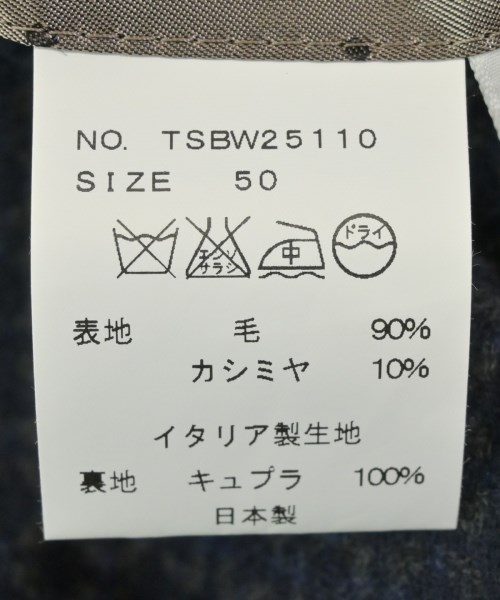 NO. TSBW25110
SIZE 50
エンソ
サラシ
中
ドライ
表地 毛 90%
カシミヤ 10%
イタリア製生地
裏地 キュプラ 100%
日本製